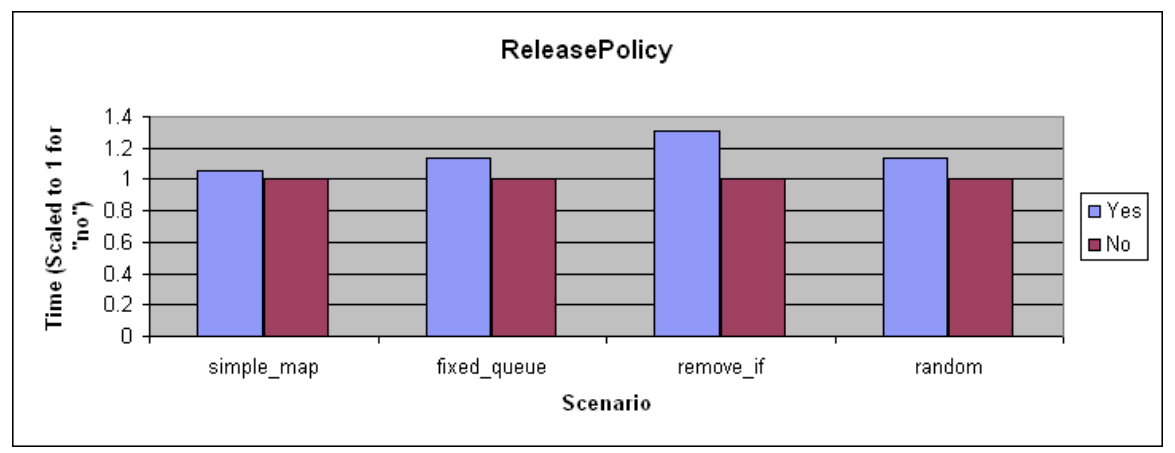 ReleasePolicy
Time (Scaled to 1 for
"no")
1.4
1.2
1
0.8
0.6
0.4
0.2
0
simple_map
fixed_queue
remove_if
random
Scenario
Yes
No